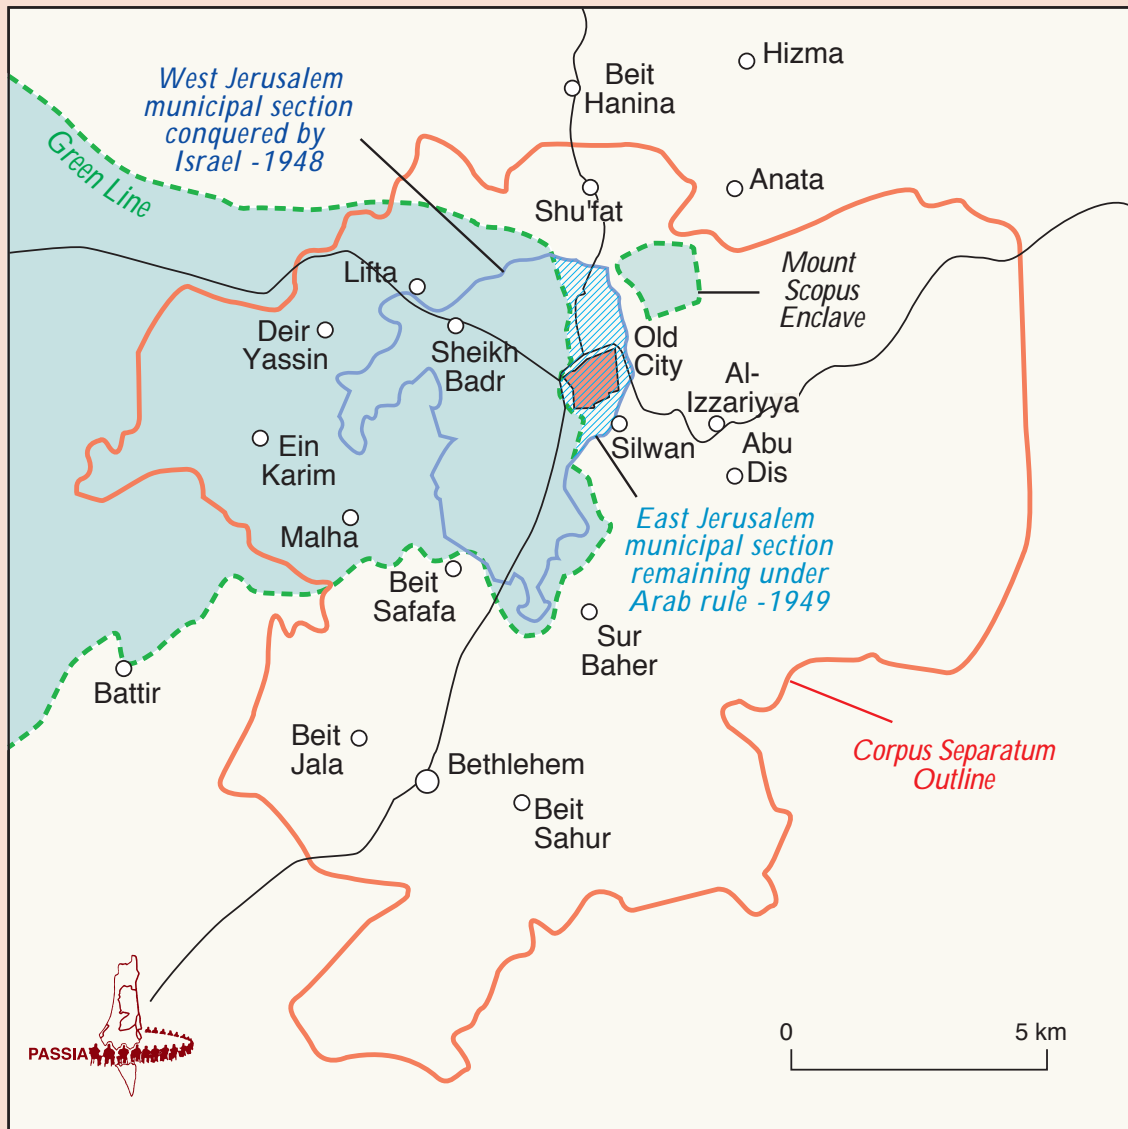 Hizma
Beit
Hanina
West Jerusalem
municipal section
conquered by
Israel -1948
Green Line
Anata
Shu'fat
Lifta
Mount
Scopus
Enclave
Deir
Yassin
Sheikh
Badr
Old
City
Al-
Izzariyya
Ein
Karim
Silwan
Abu
Dis
Malha
East Jerusalem
municipal section
remaining under
Arab rule -1949
Beit
Safafa
Sur
Baher
Battir
Beit
Jala
Bethlehem
Corpus Separatum
Outline
Beit
Sahur
0 5 km
PASSIA